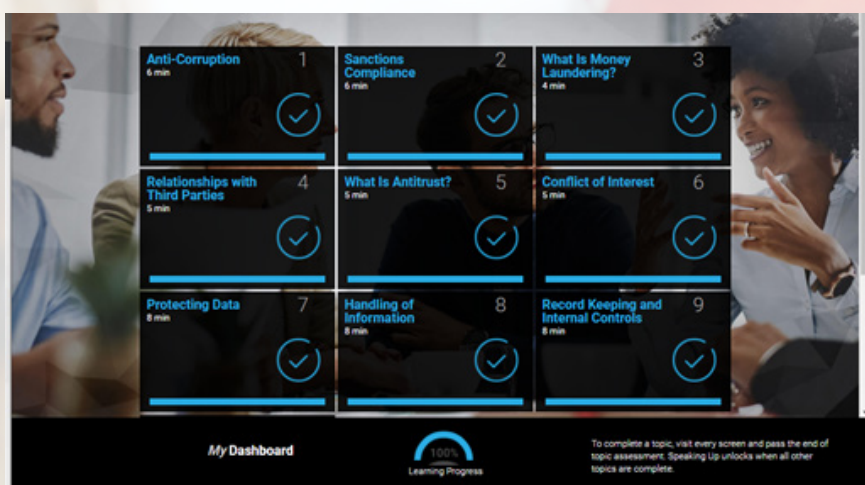 Anti-Corruption 1
6 min
Sanctions 2
Compliance
6 min
What Is Money 3
Laundering?
4 min
Relationships with 4
Third Parties
5 min
What Is Antitrust? 5
5 min
Conflict of Interest 6
5 min
Protecting Data 7
8 min
Handling of 8
Information
8 min
Record Keeping and 9
Internal Controls
8 min
My Dashboard
100%
Learning Progress
To complete a topic, visit every screen and pass the end of
topic assessment. Speaking Up unlocks when all other
topics are complete.